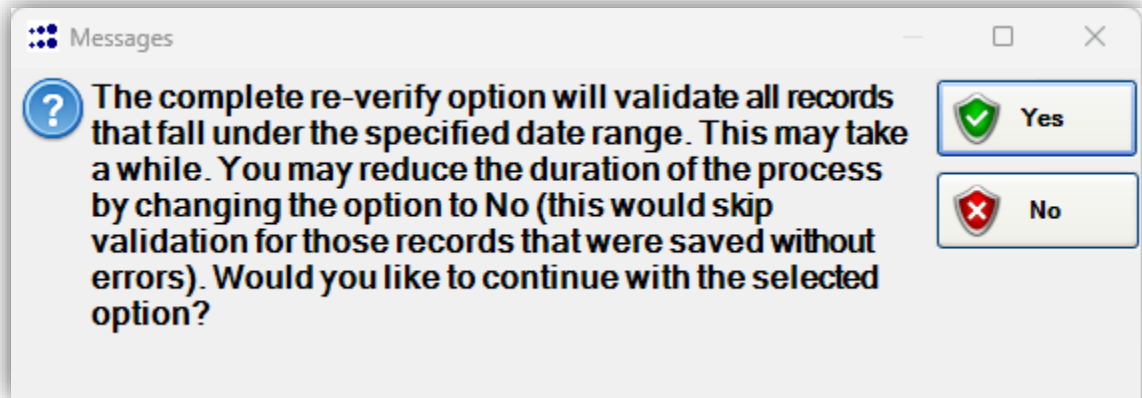 Messages
The complete re-verify option will validate all records
that fall under the specified date range. This may take
a while. You may reduce the duration of the process
by changing the option to No (this would skip
validation for those records that were saved without
errors). Would you like to continue with the selected
option?
Yes
No